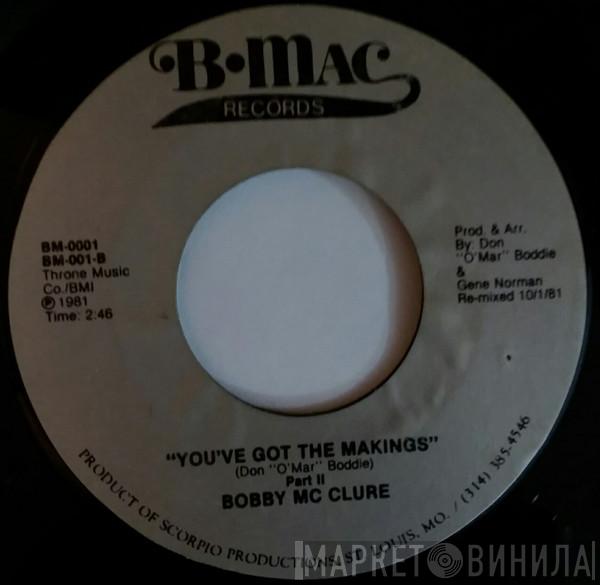 B•MAC
RECORDS
BM-0001
BM-001-B
Throne Music
Co./BMI
℗ 1981
Time: 2:46
Prod. & Arr.
By: Don
"O'Mar" Boddie
&
Gene Norman
Re-mixed 10/1/81
"YOU'VE GOT THE MAKINGS"
(Don "O'Mar" Boddie)
Part II
BOBBY MC CLURE
PRODUCT OF SCORPIO PRODUCTIONS ST. LOUIS, MO. / (314) 385-4546
МАРКЕТ ВИНИЛА